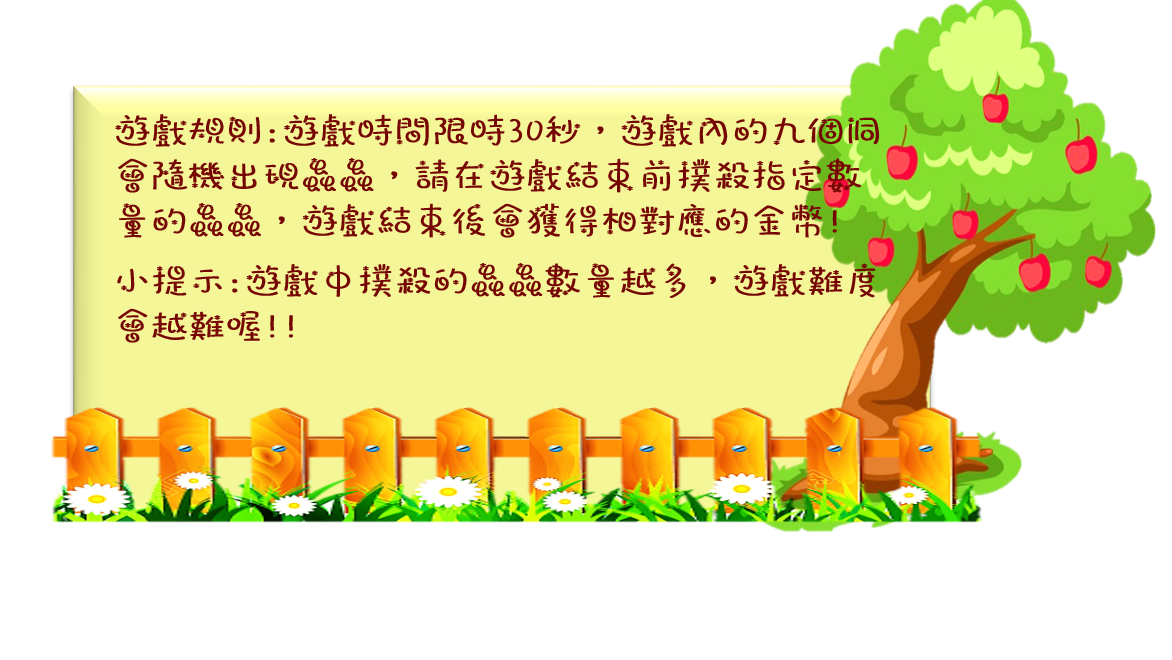 遊戲規則:遊戲時間限時30秒，遊戲內的九個洞
會隨機出現蟲蟲，請在遊戲結束前撲殺指定數
量的蟲蟲，遊戲結束後會獲得相對應的金幣!
小提示:遊戲中撲殺的蟲蟲數量越多，遊戲難度
會越難喔!!